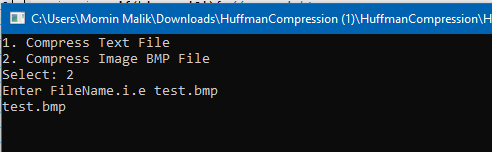 C:\Users\Momin Malik\Downloads\HuffmanCompression (1)\HuffmanCompression\H
1. Compress Text File
2. Compress Image BMP File
Select: 2
Enter FileName.i.e test.bmp
test.bmp